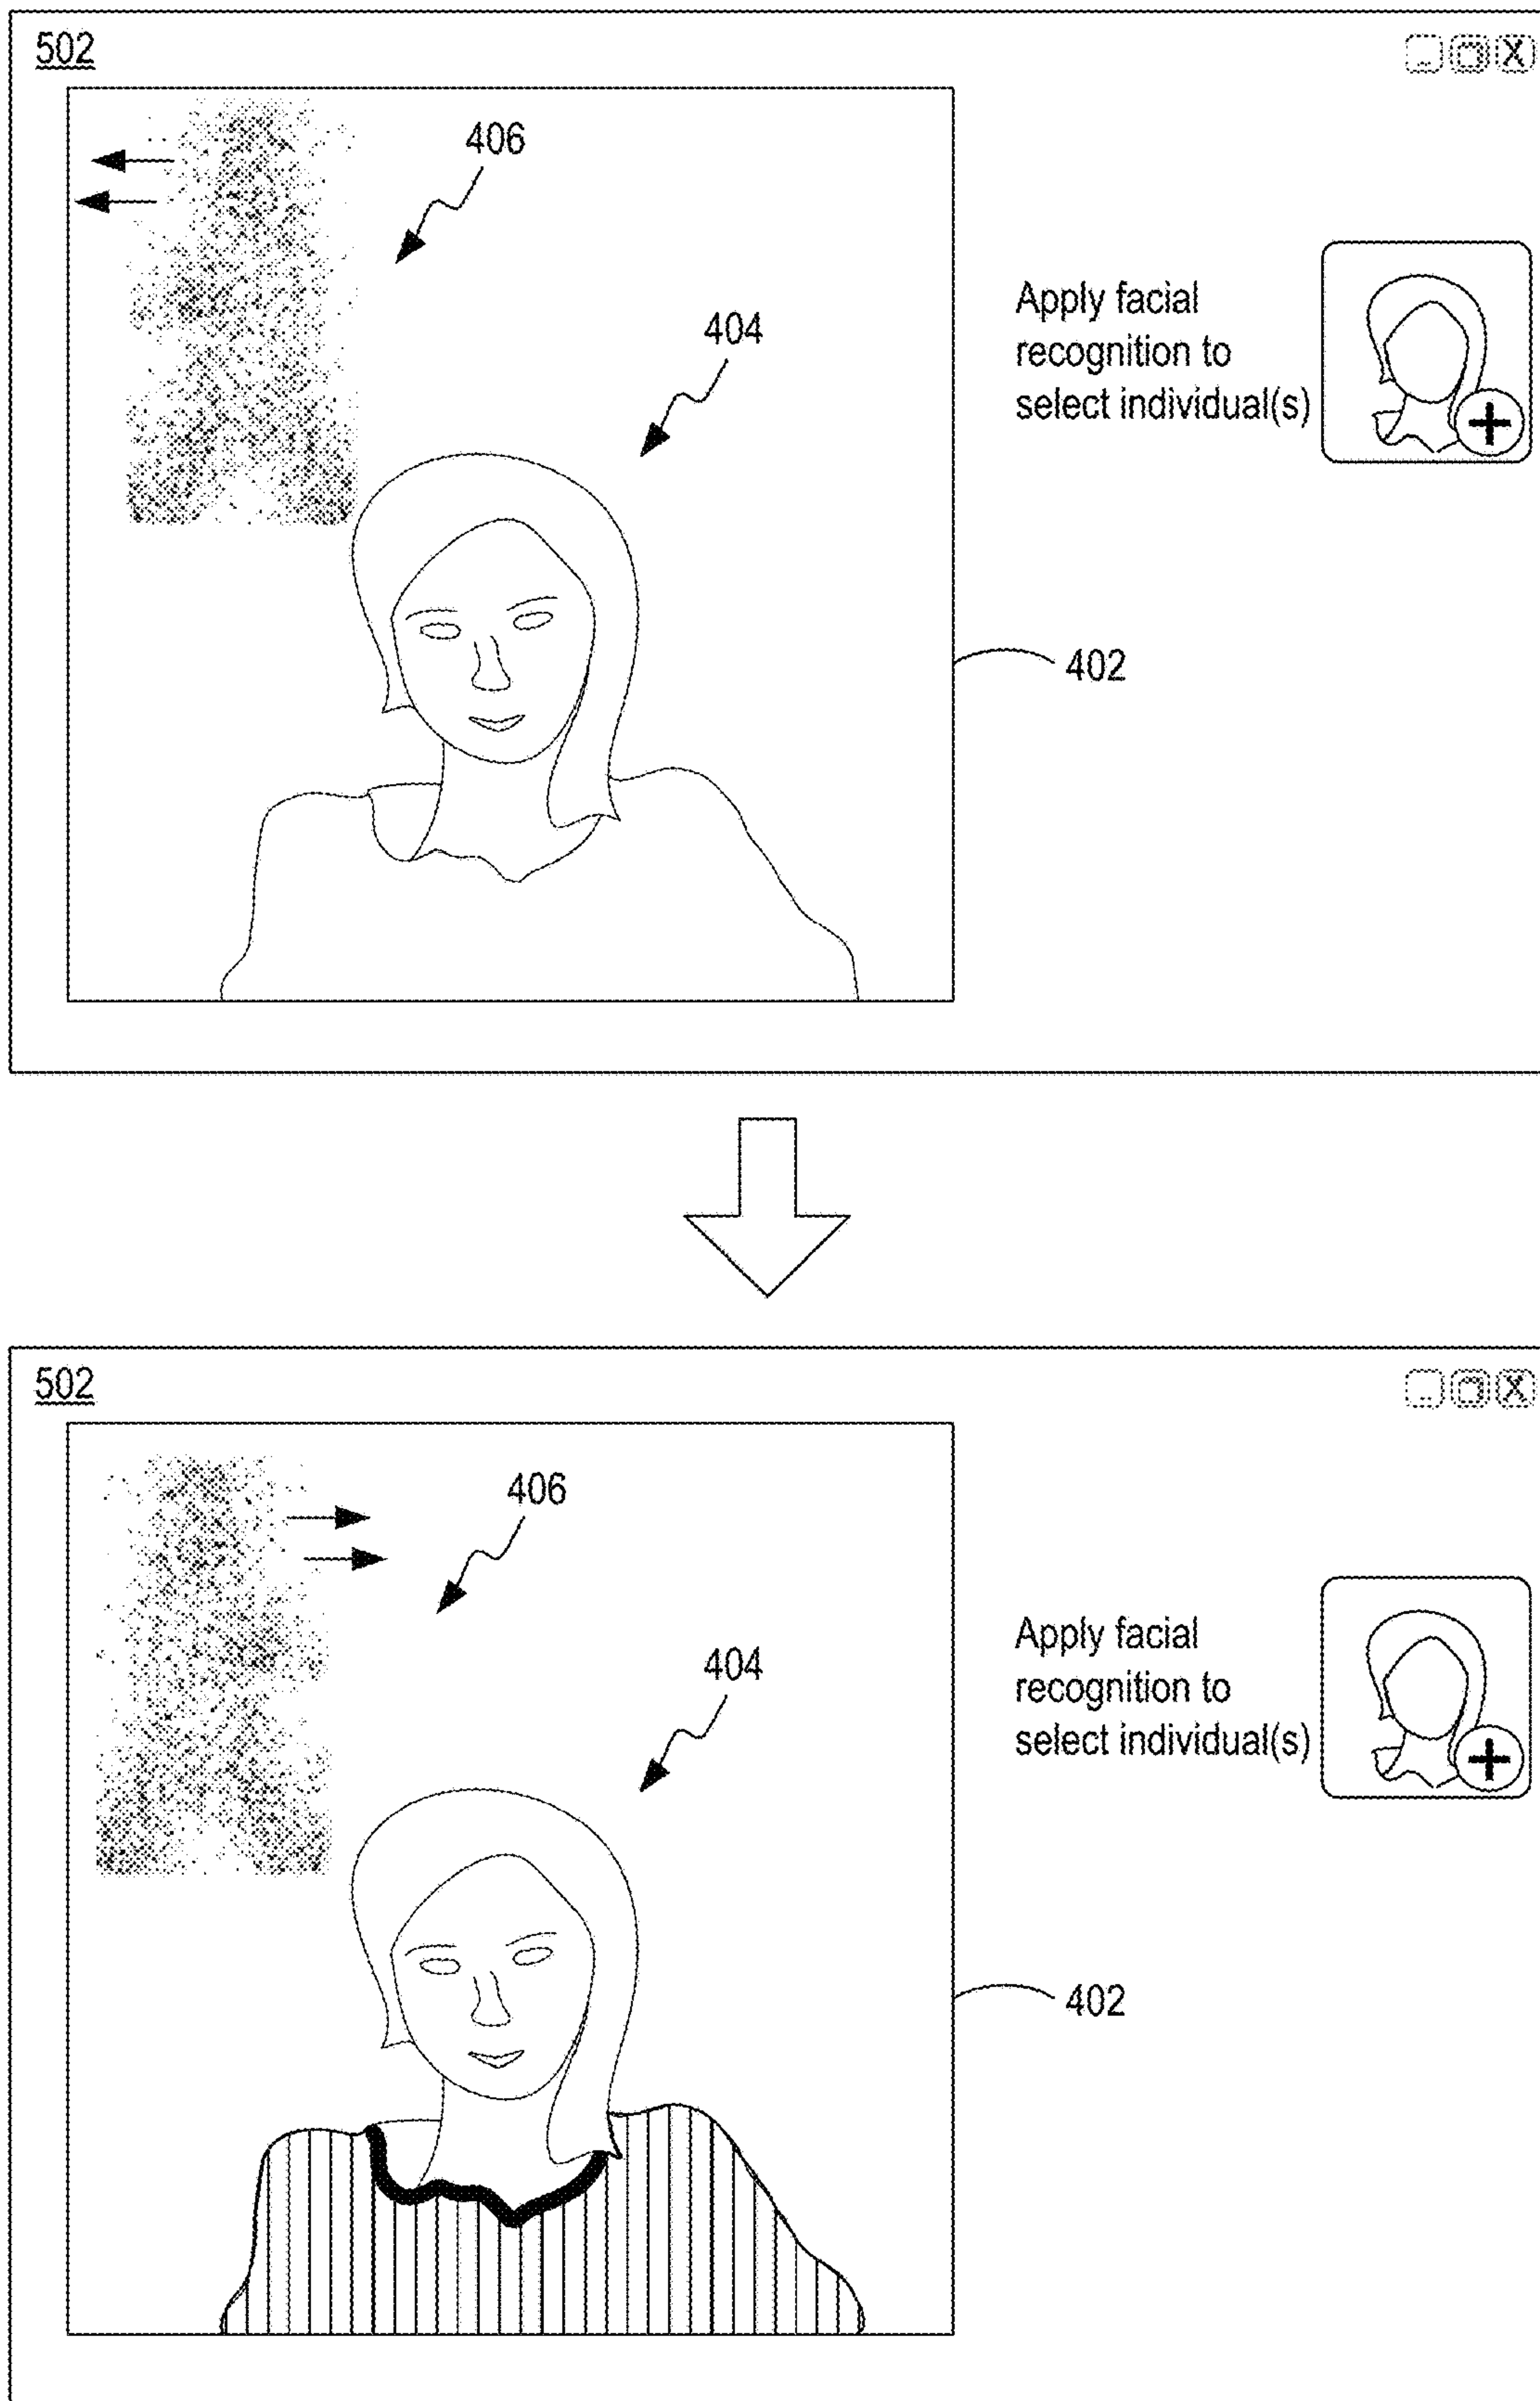 502
X
406
404
Apply facial
recognition to
select individual(s)
402
502
X
406
404
Apply facial
recognition to
select individual(s)
402